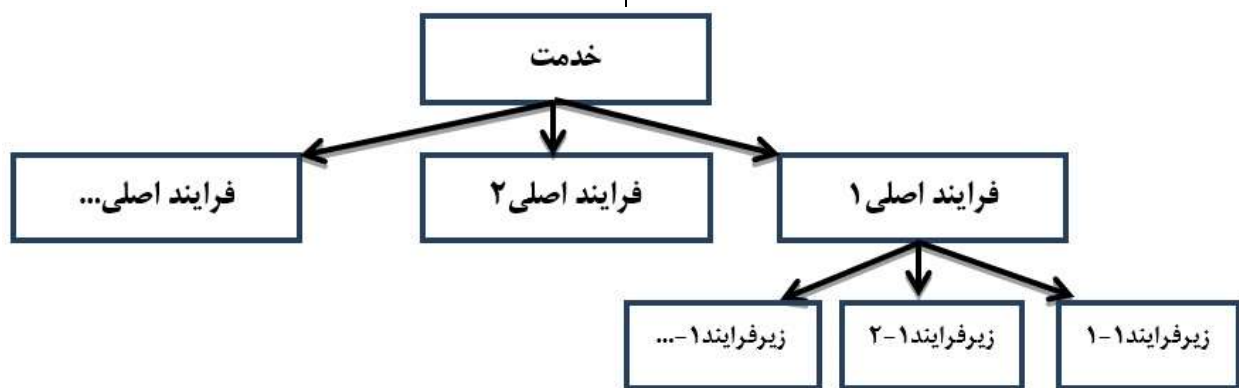 خدمت
فرایند اصلی۱
فرایند اصلی۲
فرایند اصلی...
زیرفرایند۱-۱
زیرفرایند۱-۲
زیرفرایند۱-...